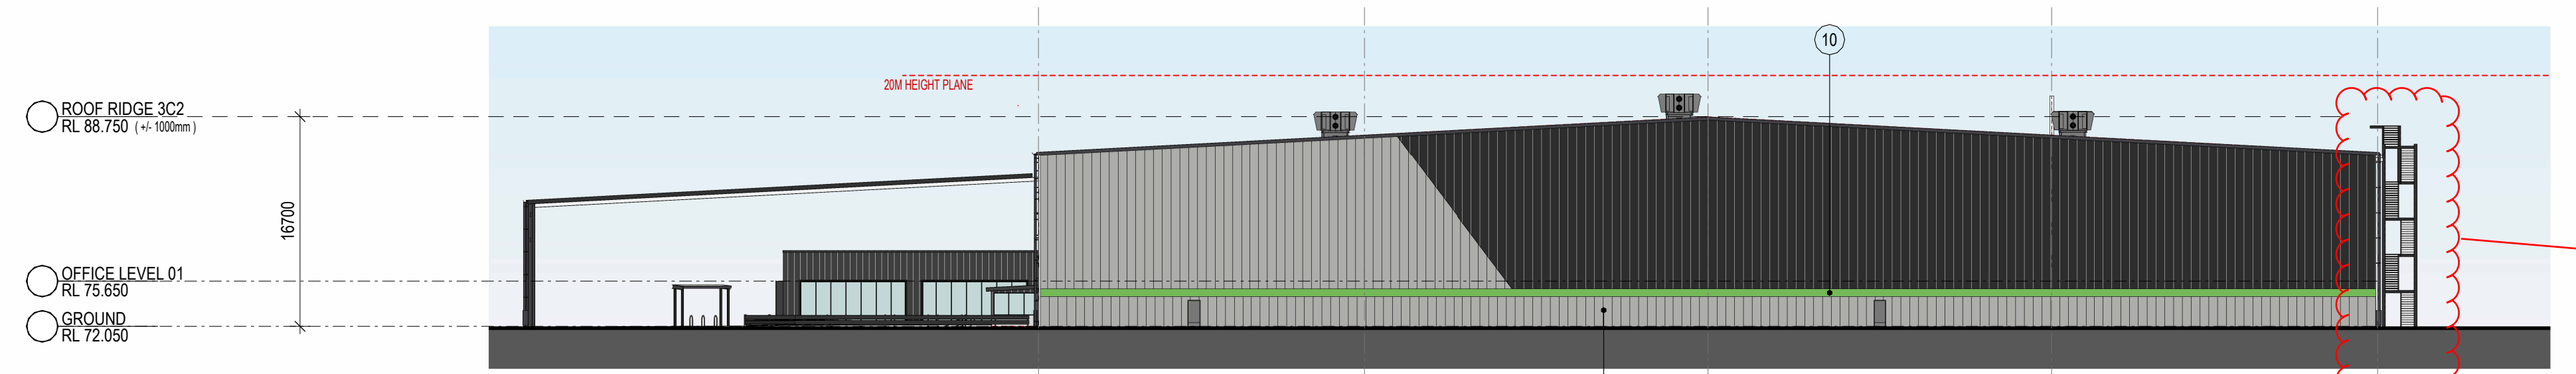 10
20M HEIGHT PLANE
ROOF RIDGE 3C2
RL 88.750 ( +/- 1000mm )
16700
OFFICE LEVEL 01
RL 75.650
GROUND
RL 72.050